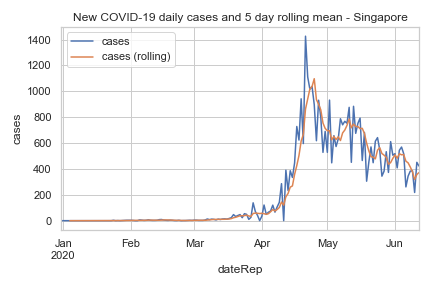 New COVID-19 daily cases and 5 day rolling mean - Singapore
cases
cases (rolling)
1400
1200
1000
800
600
400
200
0
cases
Jan
2020
Feb
Mar
Apr
May
Jun
dateRep